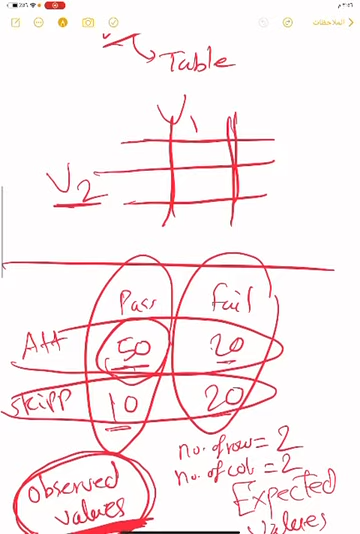 الملاحظات
Table
V1
V2
Pass Fail
Att 50 20
Skipp 10 20
no. of row = 2
no. of col = 2
Observed
values
Expected
values